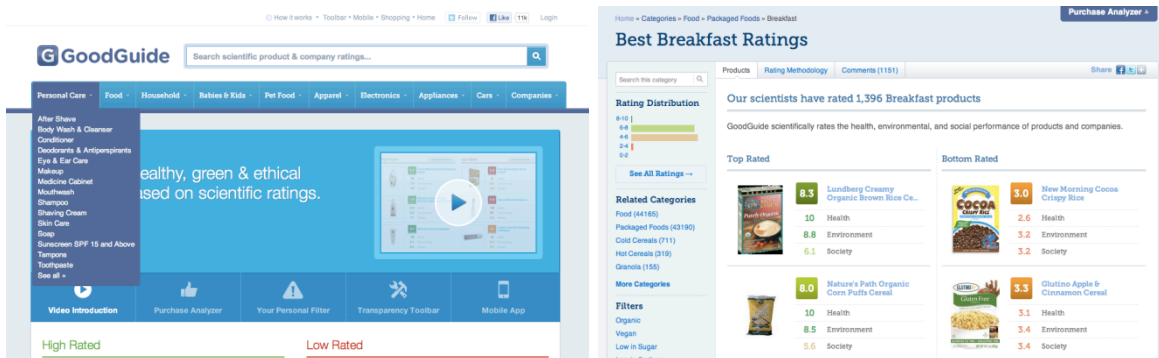 How it works • Toolbar • Mobile • Shopping • Home Follow Like 11k Login
GoodGuide
Search scientific product & company ratings...
Personal Care Food Household Babies & Kids Pet Food Apparel Electronics Appliances Cars Companies
After Shave
Body Wash & Cleanser
Conditioner
Deodorants & Antiperspirants
Eye & Ear Care
Makeup
Medicine Cabinet
Mouthwash
Shampoo
Shaving Cream
Skin Care
Soap
Sunscreen SPF 15 and Above
Tampons
Toothpaste
See all »
ealthy, green & ethical
ased on scientific ratings.
Video Introduction Purchase Analyzer Your Personal Filter Transparency Toolbar Mobile App
High Rated Low Rated
Purchase Analyzer
Home » Categories » Food » Packaged Foods » Breakfast
Best Breakfast Ratings
Search this category
Products Rating Methodology Comments (1151) Share
Rating Distribution
8-10
6-8
4-6
2-4
0-2
See All Ratings →
Related Categories
Food (44165)
Packaged Foods (43190)
Cold Cereals (711)
Hot Cereals (319)
Granola (155)
More Categories
Filters
Organic
Vegan
Low in Sugar
Our scientists have rated 1,396 Breakfast products
GoodGuide scientifically rates the health, environmental, and social performance of products and companies.
Top Rated
8.3 Lundberg Creamy
Organic Brown Rice Ce...
10 Health
8.8 Environment
6.1 Society
8.0 Nature's Path Organic
Corn Puffs Cereal
10 Health
8.5 Environment
5.6 Society
Bottom Rated
COCOA
CRISPY RICE
3.0 New Morning Cocoa
Crispy Rice
2.6 Health
3.2 Environment
3.2 Society
GLUTINO
Gluten Free
3.3 Glutino Apple &
Cinnamon Cereal
3.1 Health
3.4 Environment
3.4 Society